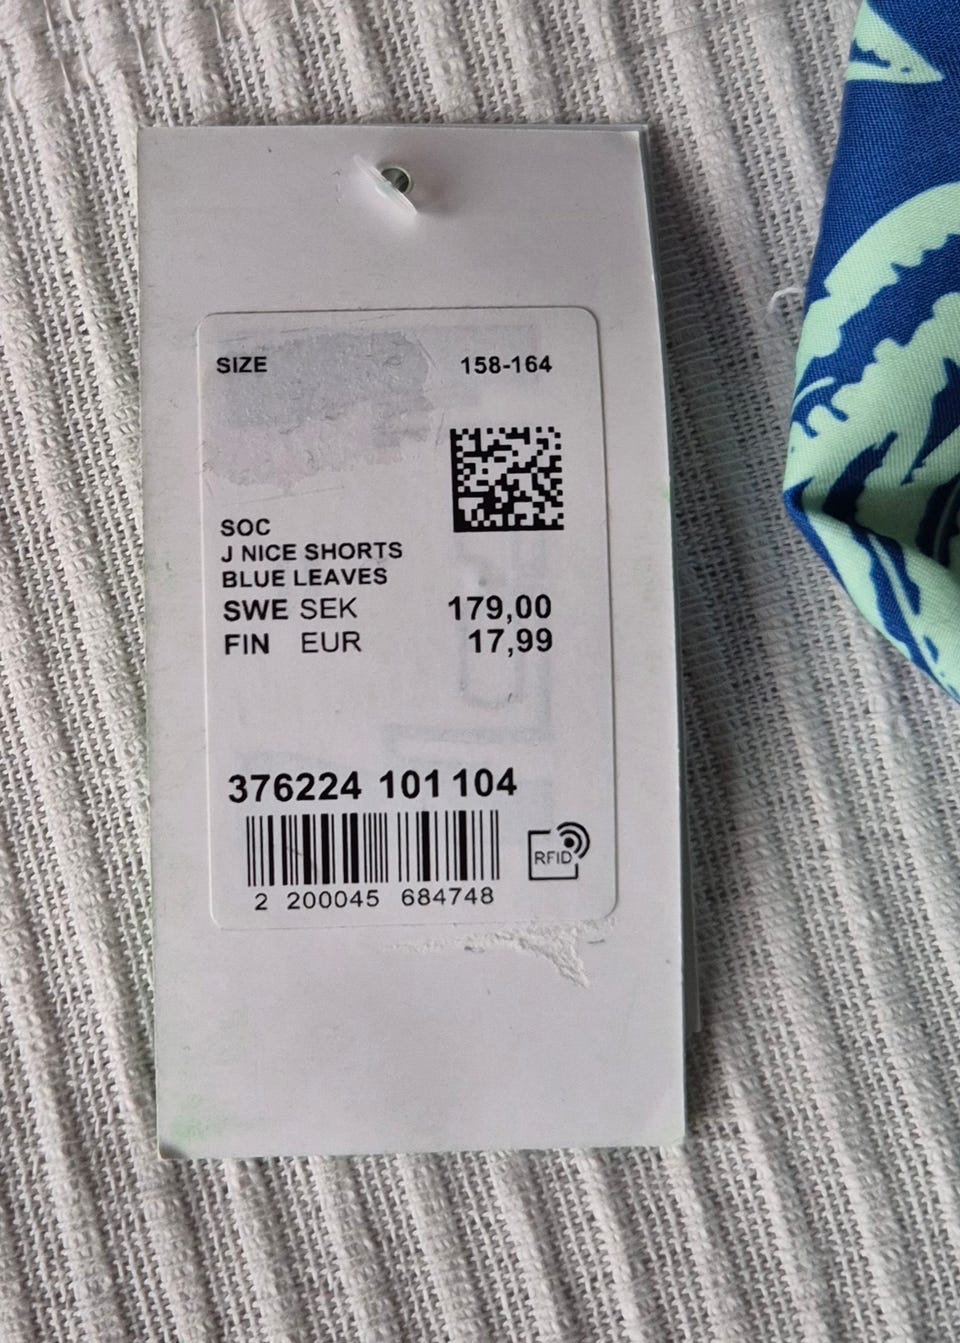 SIZE 158-164
SOC
J NICE SHORTS
BLUE LEAVES
SWE SEK 179,00
FIN EUR 17,99
376224 101 104
RFID
2 200045 684748